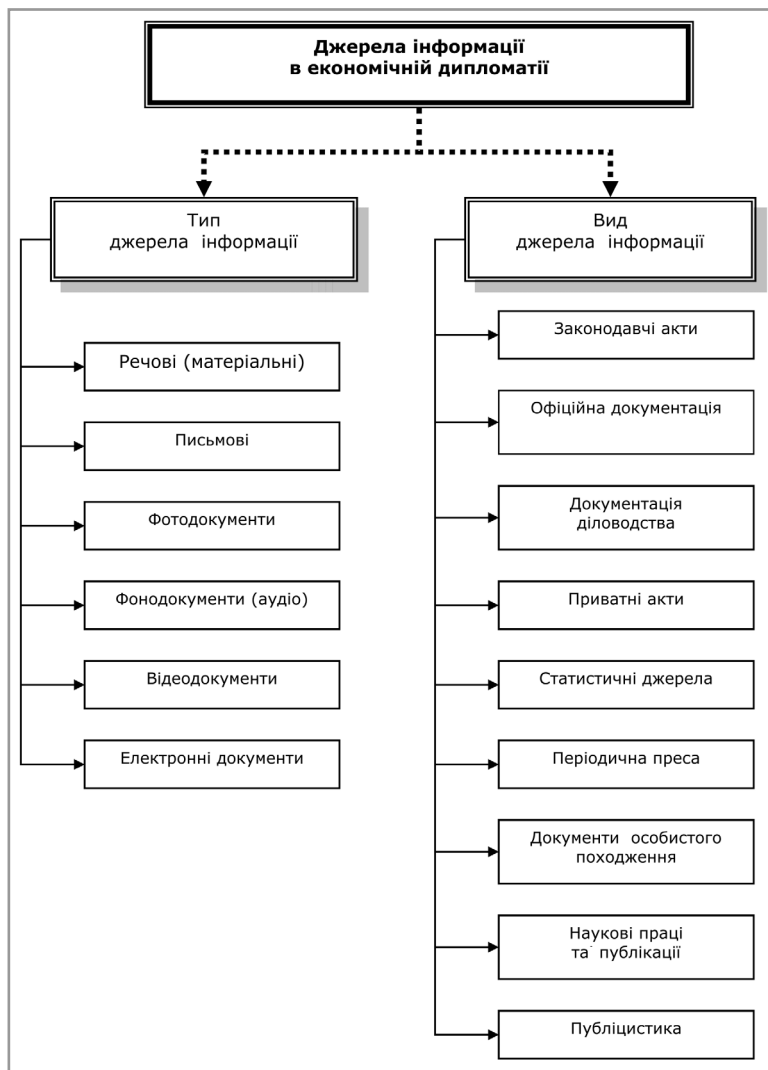 Джерела інформації
в економічній дипломатії
Тип
джерела інформації
Речові (матеріальні)
Письмові
Фотодокументи
Фонодокументи (аудіо)
Відеодокументи
Електронні документи
Вид
джерела інформації
Законодавчі акти
Офіційна документація
Документація
діловодства
Приватні акти
Статистичні джерела
Періодична преса
Документи особистого
походження
Наукові праці
та публікації
Публіцистика